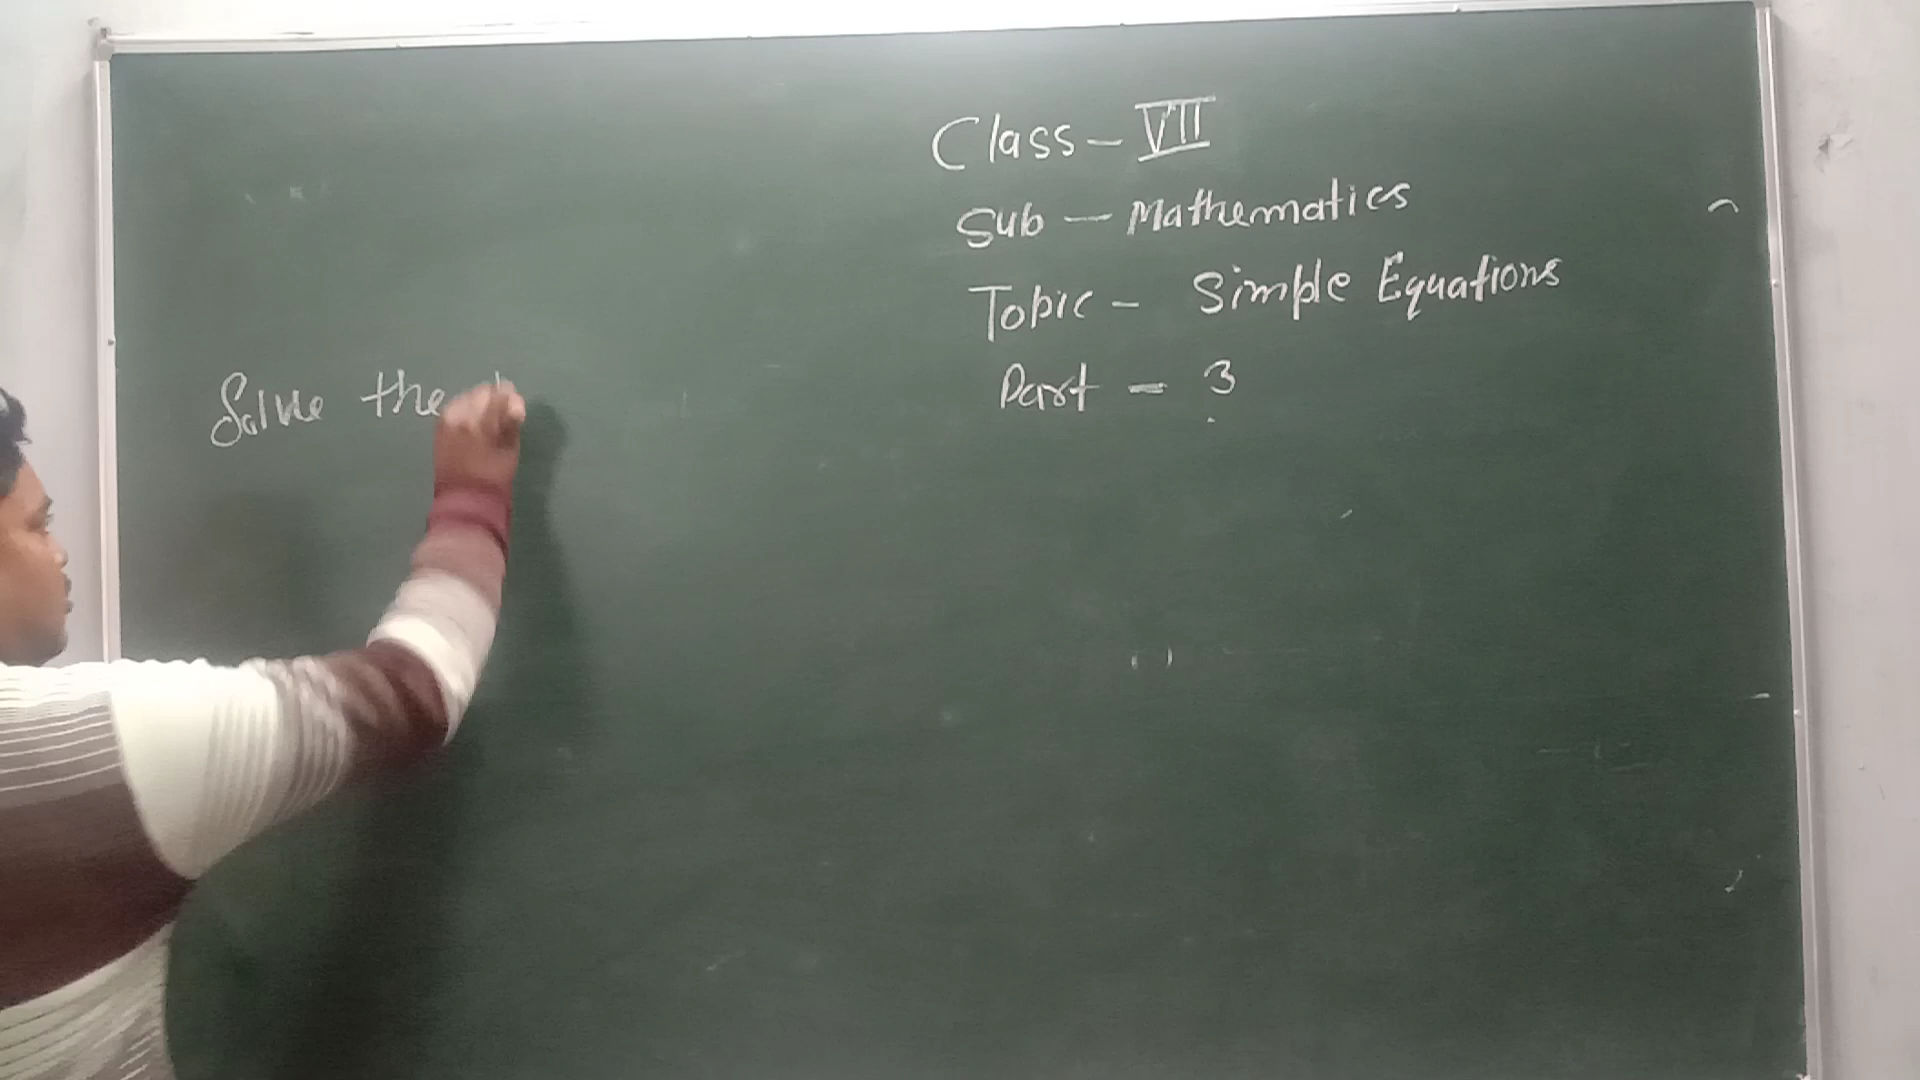 Class - VII
Sub - Mathematics
Topic - Simple Equations
Part - 3
Solve the